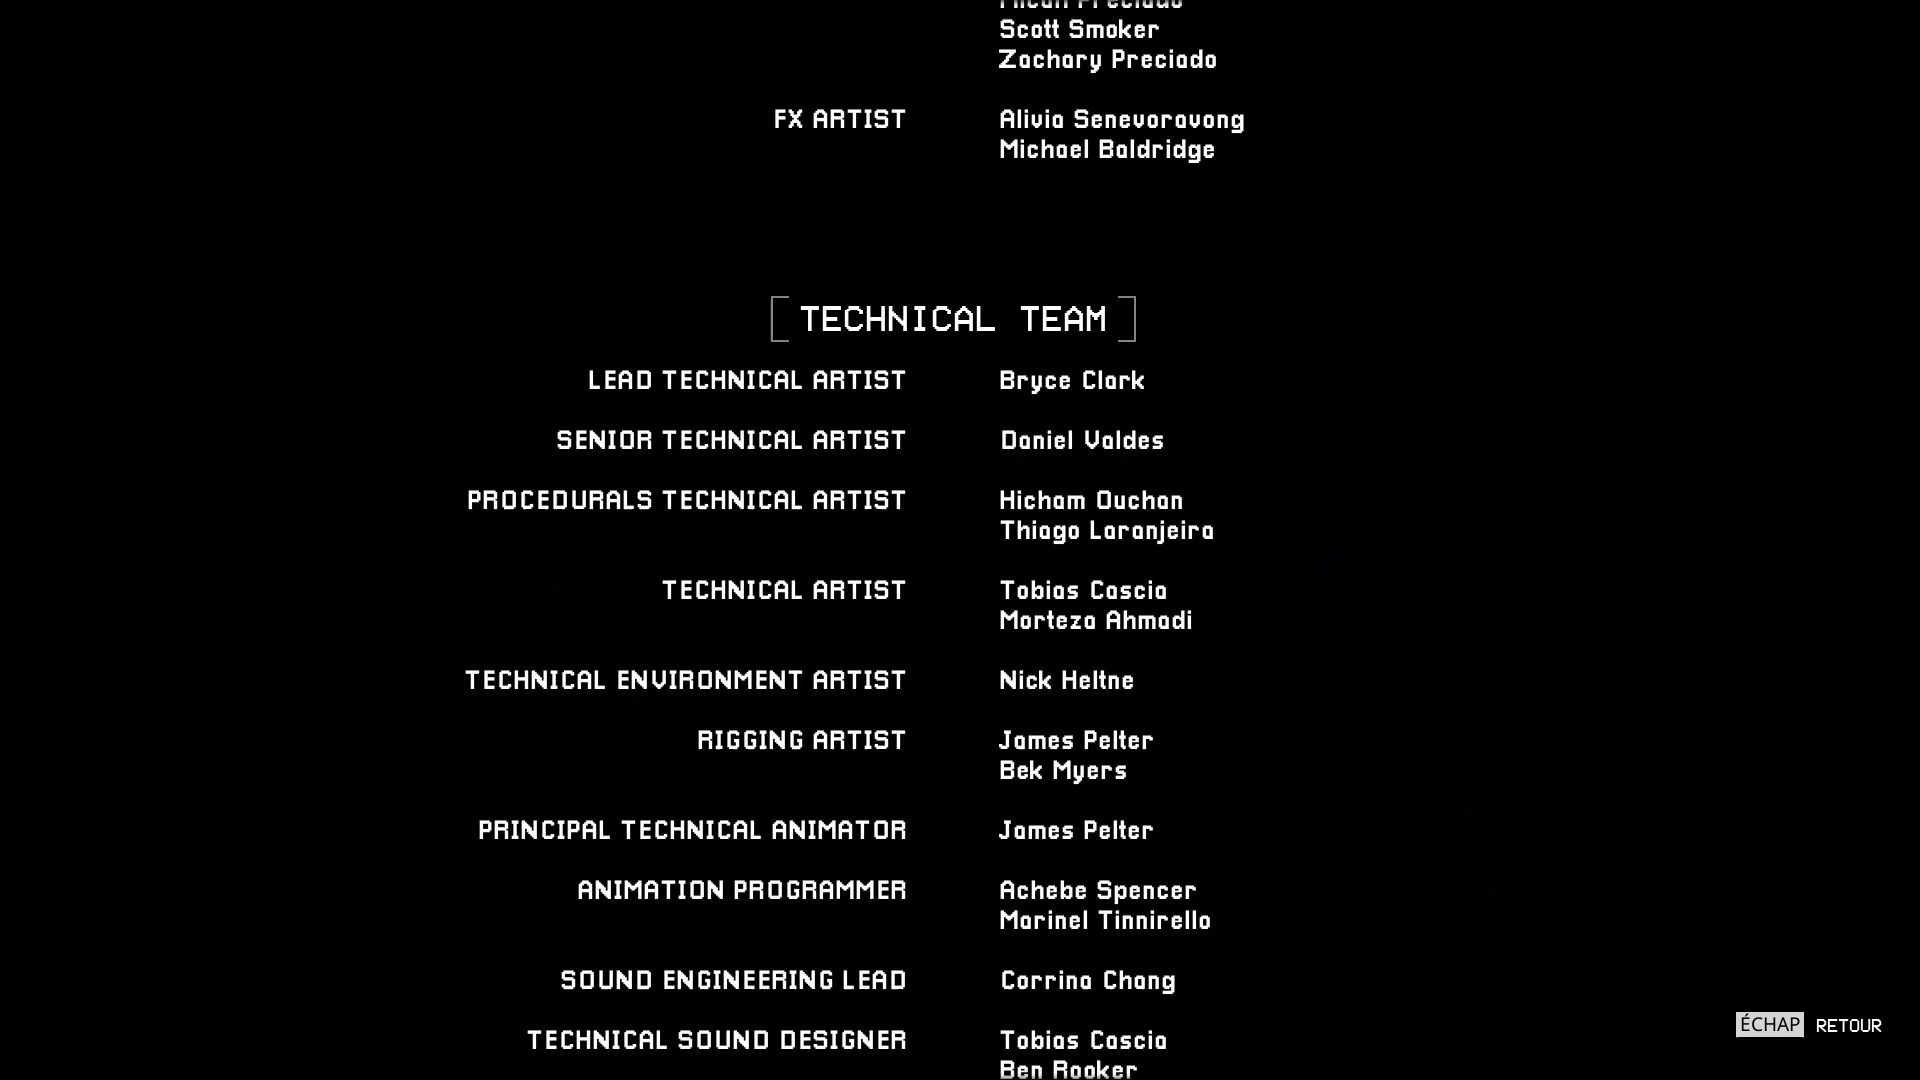 Micah Preciado
Scott Smoker
Zachary Preciado
FX ARTIST Alivia Senevoravong
Michael Baldridge
TECHNICAL TEAM
LEAD TECHNICAL ARTIST Bryce Clark
SENIOR TECHNICAL ARTIST Daniel Valdes
PROCEDURALS TECHNICAL ARTIST Hicham Ouchan
Thiago Laranjeira
TECHNICAL ARTIST Tobias Cascia
Morteza Ahmadi
TECHNICAL ENVIRONMENT ARTIST Nick Heltne
RIGGING ARTIST James Pelter
Bek Myers
PRINCIPAL TECHNICAL ANIMATOR James Pelter
ANIMATION PROGRAMMER Achebe Spencer
Marinel Tinnirello
SOUND ENGINEERING LEAD Corrina Chang
TECHNICAL SOUND DESIGNER Tobias Cascia
Ben Rooker
ÉCHAP RETOUR